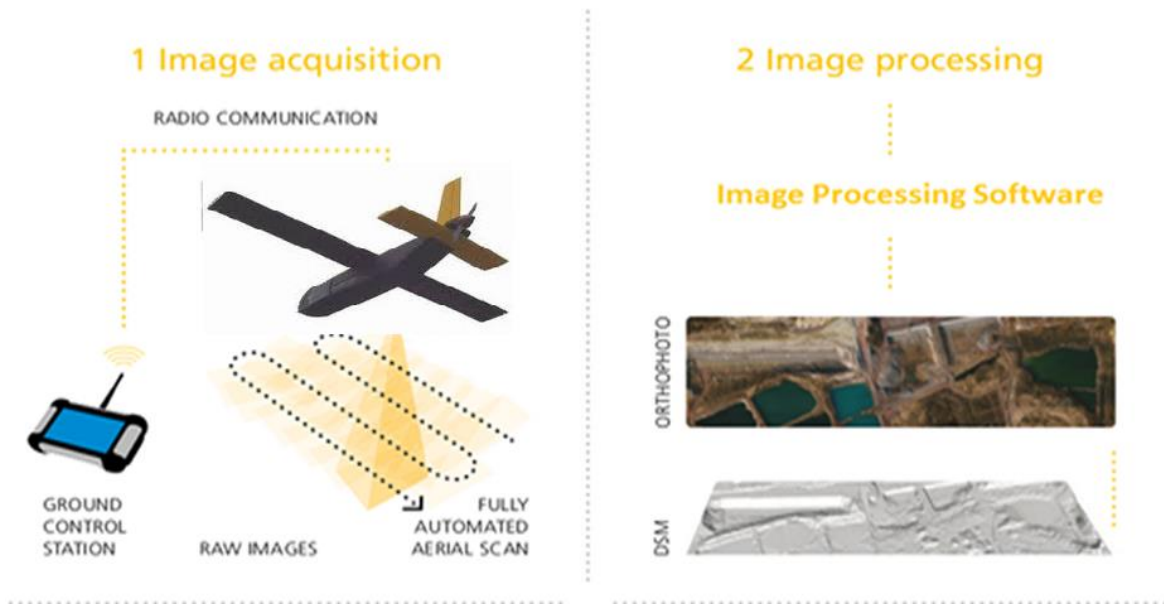 1 Image acquisition
RADIO COMMUNICATION
GROUND
CONTROL
STATION
RAW IMAGES
FULLY
AUTOMATED
AERIAL SCAN
2 Image processing
Image Processing Software
ORTHOPHOTO
DSM